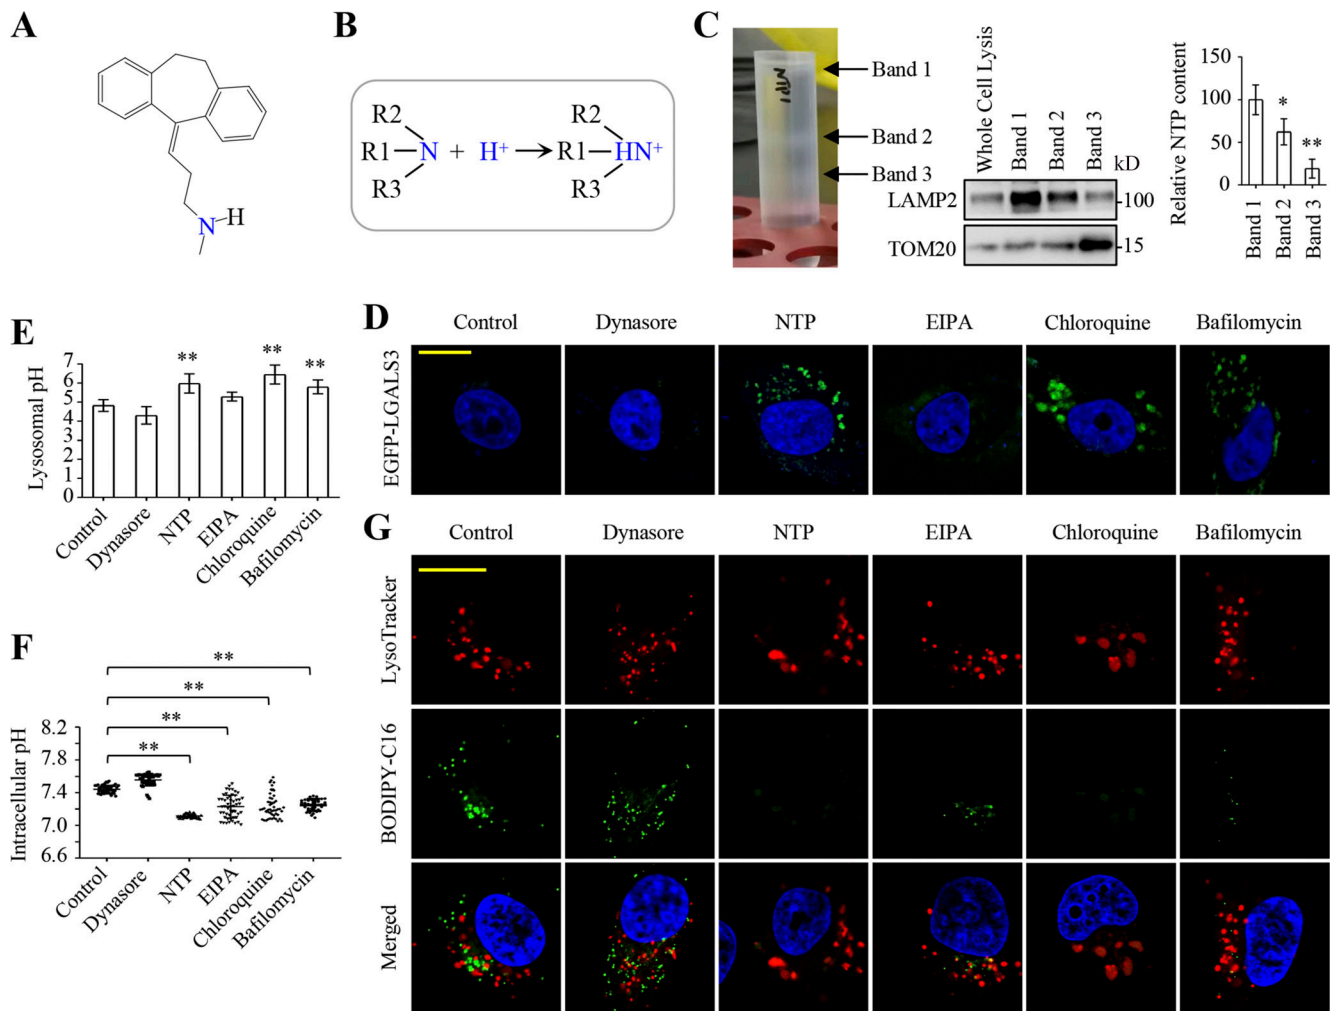 A
N
H
B
R2
R1
N
+ H⁺
R3
R2
R1
HN⁺
R3
C
NTP
Band 1
Band 2
Band 3
Whole Cell Lysis
Band 1
Band 2
Band 3
kD
LAMP2
100
TOM20
15
Relative NTP content
150
100
50
0
*
**
Band 1
Band 2
Band 3
D
Control
Dynasore
NTP
EIPA
Chloroquine
Bafilomycin
EGFP-LGALS3
E
Lysosomal pH
7
6
5
4
3
2
1
0
**
**
**
Control
Dynasore
NTP
EIPA
Chloroquine
Bafilomycin
F
Intracellular pH
8.2
7.8
7.4
7.0
6.6
**
**
**
**
Control
Dynasore
NTP
EIPA
Chloroquine
Bafilomycin
G
Control
Dynasore
NTP
EIPA
Chloroquine
Bafilomycin
LysoTracker
BODIPY-C16
Merged